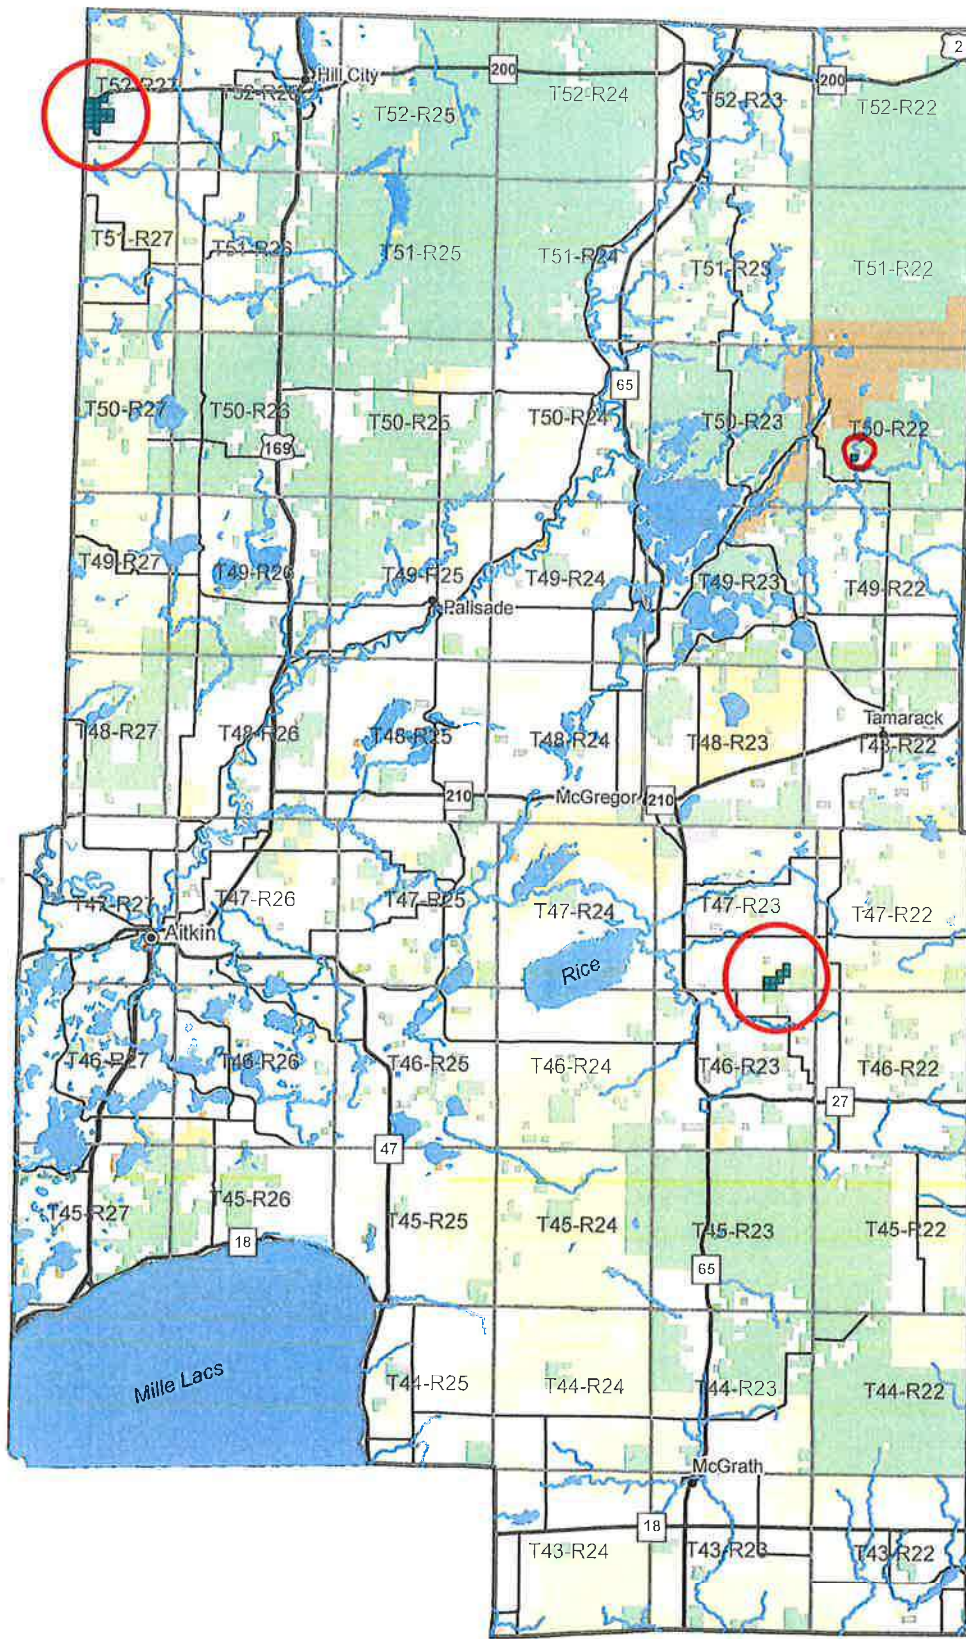 2
Hill City
200
200
T52-R27
T52-R26
T52-R25
T52-R24
T52-R23
T52-R22
T51-R27
T51-R26
T51-R25
T51-R24
T51-R23
T51-R22
65
T50-R27
T50-R26
T50-R25
T50-R24
T50-R23
T50-R22
169
T49-R27
T49-R26
T49-R25
T49-R24
T49-R23
T49-R22
Palisade
Tamarack
T48-R27
T48-R26
T48-R25
T48-R24
T48-R23
T48-R22
210
McGregor
210
T47-R27
T47-R26
T47-R25
T47-R24
T47-R23
T47-R22
Aitkin
Rice
T46-R27
T46-R26
T46-R25
T46-R24
T46-R23
T46-R22
27
47
T45-R27
T45-R26
T45-R25
T45-R24
T45-R23
T45-R22
18
65
Mille Lacs
T44-R25
T44-R24
T44-R23
T44-R22
McGrath
18
T43-R24
T43-R23
T43-R22